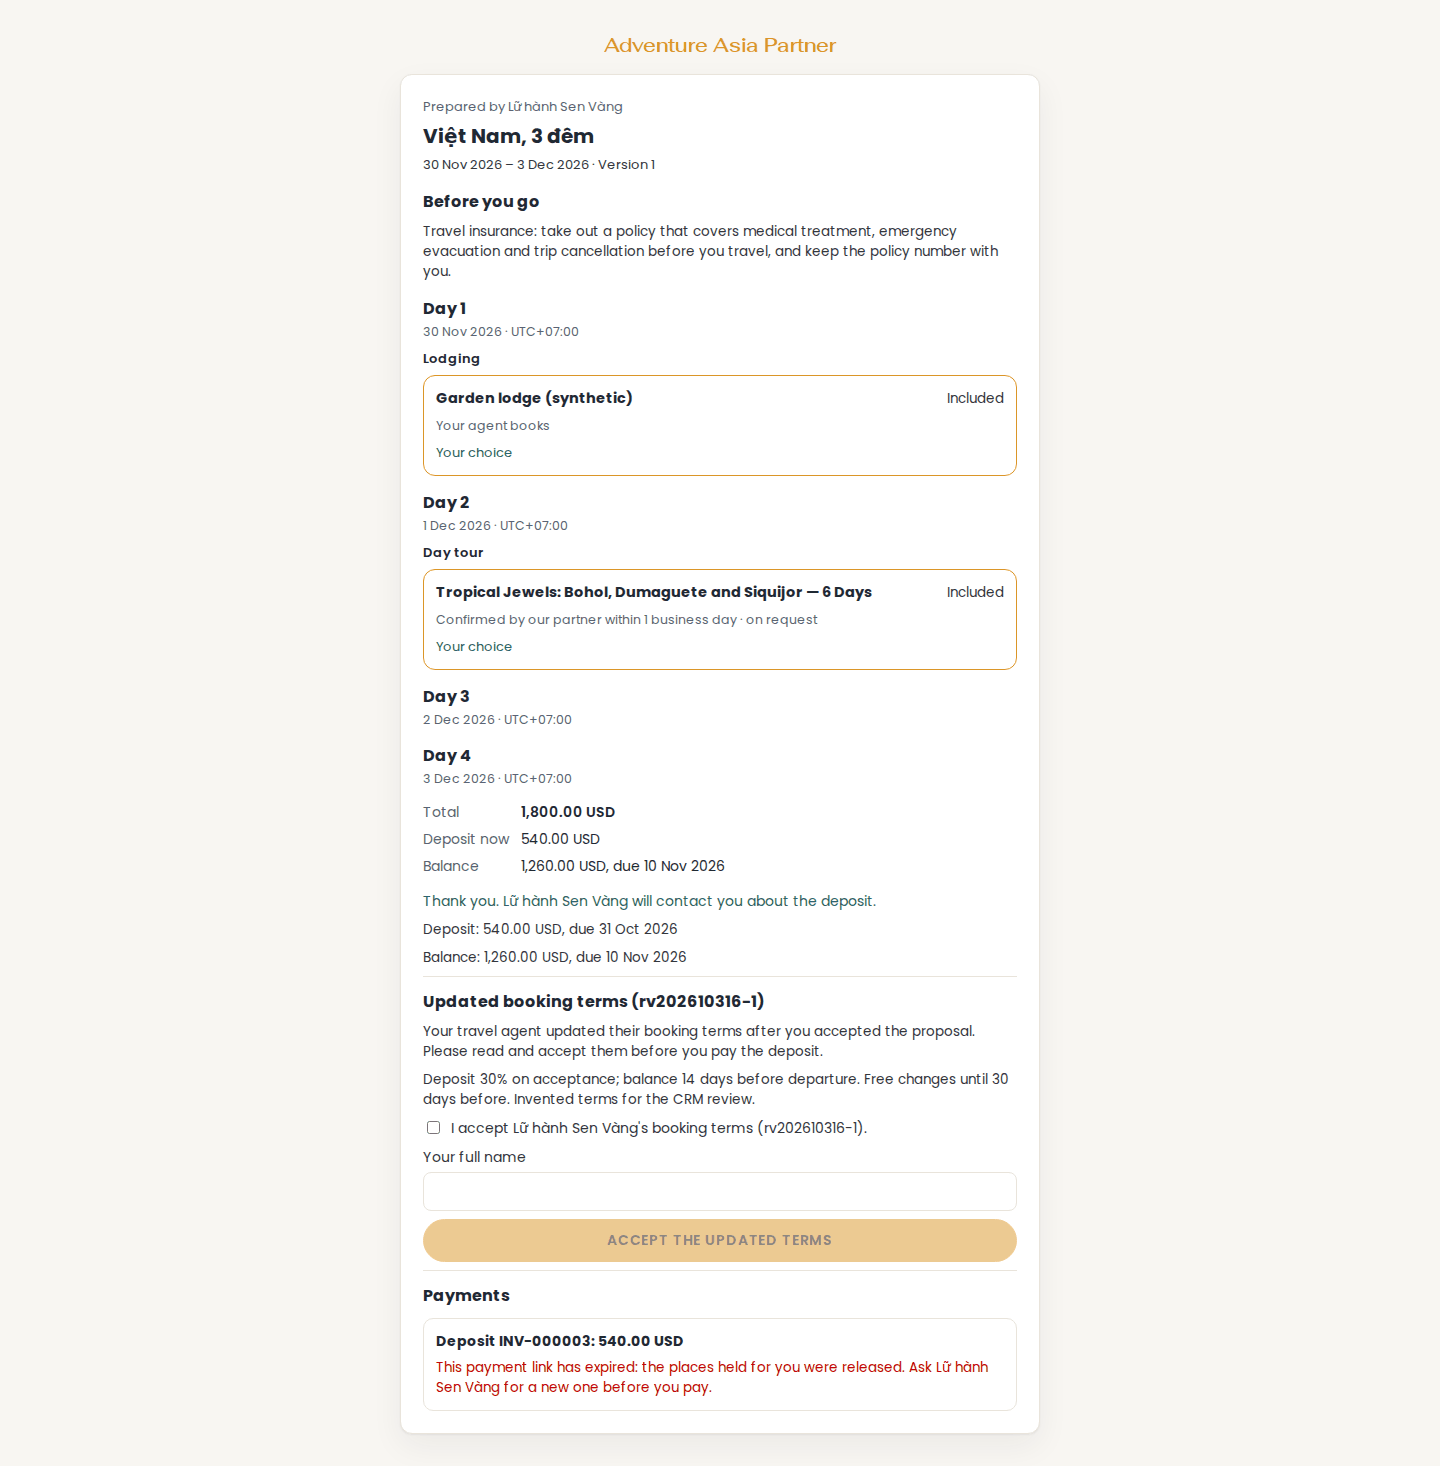 Adventure Asia Partner
Prepared by Lữ hành Sen Vàng
Việt Nam, 3 đêm
30 Nov 2026 – 3 Dec 2026 · Version 1
Before you go
Travel insurance: take out a policy that covers medical treatment, emergency
evacuation and trip cancellation before you travel, and keep the policy number with
you.
Day 1
30 Nov 2026 · UTC+07:00
Lodging
Garden lodge (synthetic) Included
Your agent books
Your choice
Day 2
1 Dec 2026 · UTC+07:00
Day tour
Tropical Jewels: Bohol, Dumaguete and Siquijor — 6 Days Included
Confirmed by our partner within 1 business day · on request
Your choice
Day 3
2 Dec 2026 · UTC+07:00
Day 4
3 Dec 2026 · UTC+07:00
Total 1,800.00 USD
Deposit now 540.00 USD
Balance 1,260.00 USD, due 10 Nov 2026
Thank you. Lữ hành Sen Vàng will contact you about the deposit.
Deposit: 540.00 USD, due 31 Oct 2026
Balance: 1,260.00 USD, due 10 Nov 2026
Updated booking terms (rv202610316-1)
Your travel agent updated their booking terms after you accepted the proposal.
Please read and accept them before you pay the deposit.
Deposit 30% on acceptance; balance 14 days before departure. Free changes until 30
days before. Invented terms for the CRM review.
I accept Lữ hành Sen Vàng's booking terms (rv202610316-1).
Your full name
ACCEPT THE UPDATED TERMS
Payments
Deposit INV-000003: 540.00 USD
This payment link has expired: the places held for you were released. Ask Lữ hành
Sen Vàng for a new one before you pay.